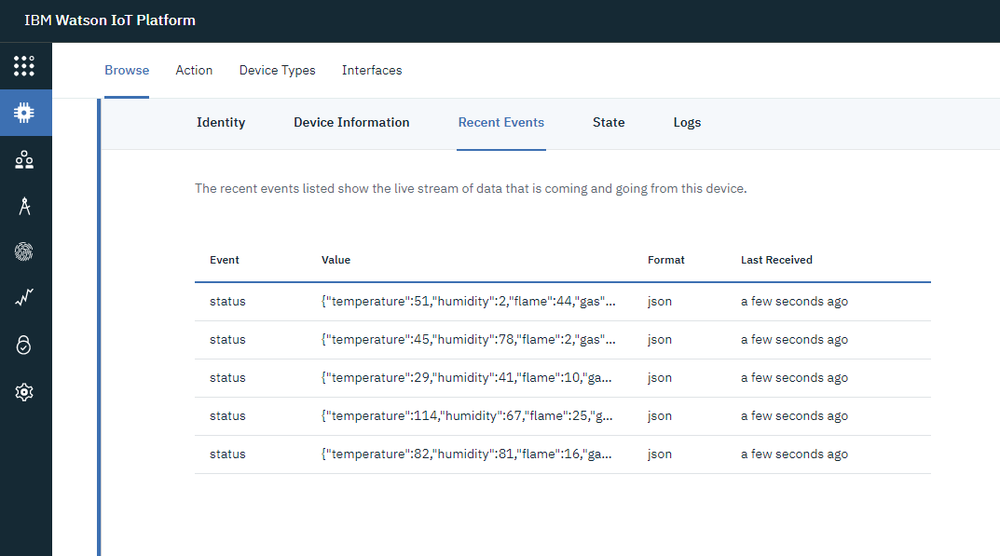 IBM Watson IoT Platform
Browse Action Device Types Interfaces
Identity Device Information Recent Events State Logs
The recent events listed show the live stream of data that is coming and going from this device.
Event Value Format Last Received
status {"temperature":51,"humidity":2,"flame":44,"gas"... json a few seconds ago
status {"temperature":45,"humidity":78,"flame":2,"gas"... json a few seconds ago
status {"temperature":29,"humidity":41,"flame":10,"ga... json a few seconds ago
status {"temperature":114,"humidity":67,"flame":25,"g... json a few seconds ago
status {"temperature":82,"humidity":81,"flame":16,"ga... json a few seconds ago